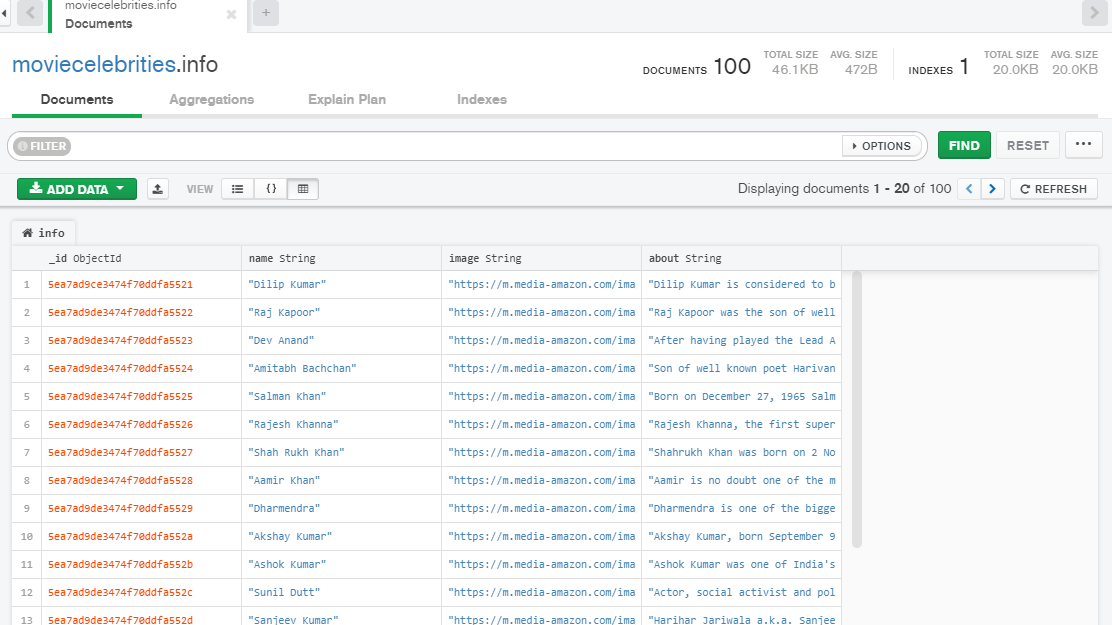 moviecelebrities.info
Documents
moviecelebrities.info
DOCUMENTS 100 TOTAL SIZE 46.1KB AVG. SIZE 472B INDEXES 1 TOTAL SIZE 20.0KB AVG. SIZE 20.0KB
Documents Aggregations Explain Plan Indexes
FILTER OPTIONS FIND RESET ...
ADD DATA VIEW {} Displaying documents 1 - 20 of 100 < > REFRESH
info
_id ObjectId name String image String about String
1 5ea7ad9ce3474f70ddfa5521 "Dilip Kumar" "https://m.media-amazon.com/ima "Dilip Kumar is considered to b
2 5ea7ad9de3474f70ddfa5522 "Raj Kapoor" "https://m.media-amazon.com/ima "Raj Kapoor was the son of well
3 5ea7ad9de3474f70ddfa5523 "Dev Anand" "https://m.media-amazon.com/ima "After having played the Lead A
4 5ea7ad9de3474f70ddfa5524 "Amitabh Bachchan" "https://m.media-amazon.com/ima "Son of well known poet Harivan
5 5ea7ad9de3474f70ddfa5525 "Salman Khan" "https://m.media-amazon.com/ima "Born on December 27, 1965 Salm
6 5ea7ad9de3474f70ddfa5526 "Rajesh Khanna" "https://m.media-amazon.com/ima "Rajesh Khanna, the first super
7 5ea7ad9de3474f70ddfa5527 "Shah Rukh Khan" "https://m.media-amazon.com/ima "Shahrukh Khan was born on 2 No
8 5ea7ad9de3474f70ddfa5528 "Aamir Khan" "https://m.media-amazon.com/ima "Aamir is no doubt one of the m
9 5ea7ad9de3474f70ddfa5529 "Dharmendra" "https://m.media-amazon.com/ima "Dharmendra is one of the bigge
10 5ea7ad9de3474f70ddfa552a "Akshay Kumar" "https://m.media-amazon.com/ima "Akshay Kumar, born September 9
11 5ea7ad9de3474f70ddfa552b "Ashok Kumar" "https://m.media-amazon.com/ima "Ashok Kumar was one of India's
12 5ea7ad9de3474f70ddfa552c "Sunil Dutt" "https://m.media-amazon.com/ima "Actor, social activist and pol
13 5ea7ad9de3474f70ddfa552d "Sanjeev Kumar" "https://m.media-amazon.com/ima "Harihar Jariwala a.k.a. Sanjee